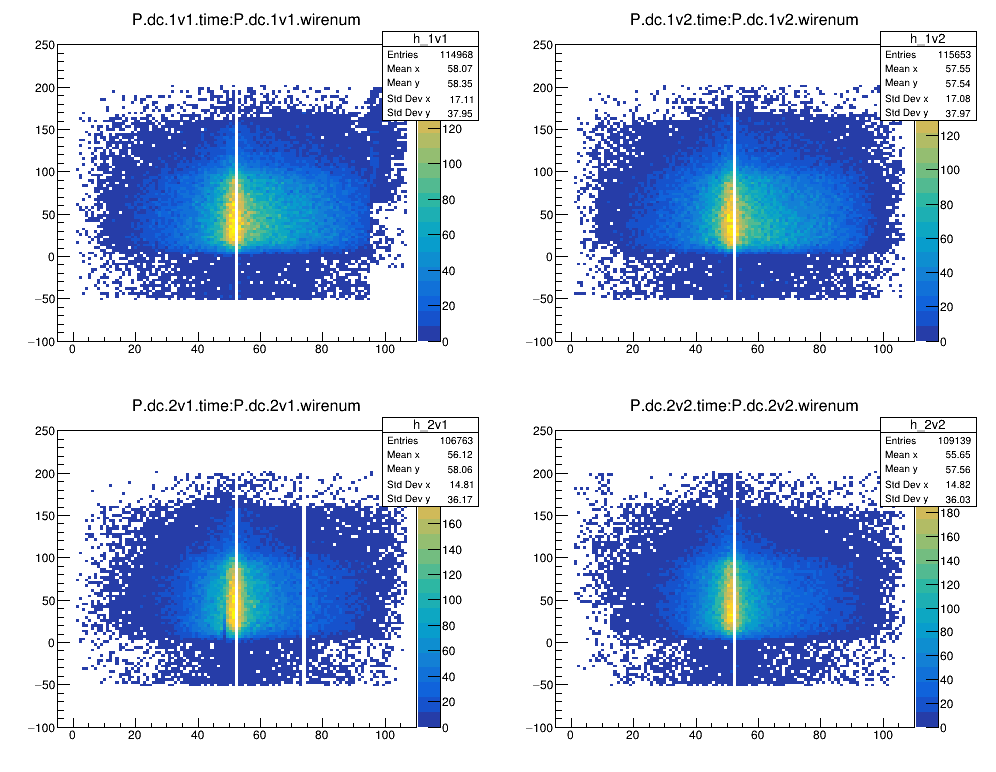 P.dc.1v1.time:P.dc.1v1.wirenum
h_1v1
Entries 114968
Mean x 58.07
Mean y 58.35
Std Dev x 17.11
Std Dev y 37.95
250
200
150
100
50
0
−50
−100
0 20 40 60 80 100
120
100
80
60
40
20
0
P.dc.1v2.time:P.dc.1v2.wirenum
h_1v2
Entries 115653
Mean x 57.55
Mean y 57.54
Std Dev x 17.08
Std Dev y 37.97
250
200
150
100
50
0
−50
−100
0 20 40 60 80 100
120
100
80
60
40
20
0
P.dc.2v1.time:P.dc.2v1.wirenum
h_2v1
Entries 106763
Mean x 56.12
Mean y 58.06
Std Dev x 14.81
Std Dev y 36.17
250
200
150
100
50
0
−50
−100
0 20 40 60 80 100
160
140
120
100
80
60
40
20
0
P.dc.2v2.time:P.dc.2v2.wirenum
h_2v2
Entries 109139
Mean x 55.65
Mean y 57.56
Std Dev x 14.82
Std Dev y 36.03
250
200
150
100
50
0
−50
−100
0 20 40 60 80 100
180
160
140
120
100
80
60
40
20
0